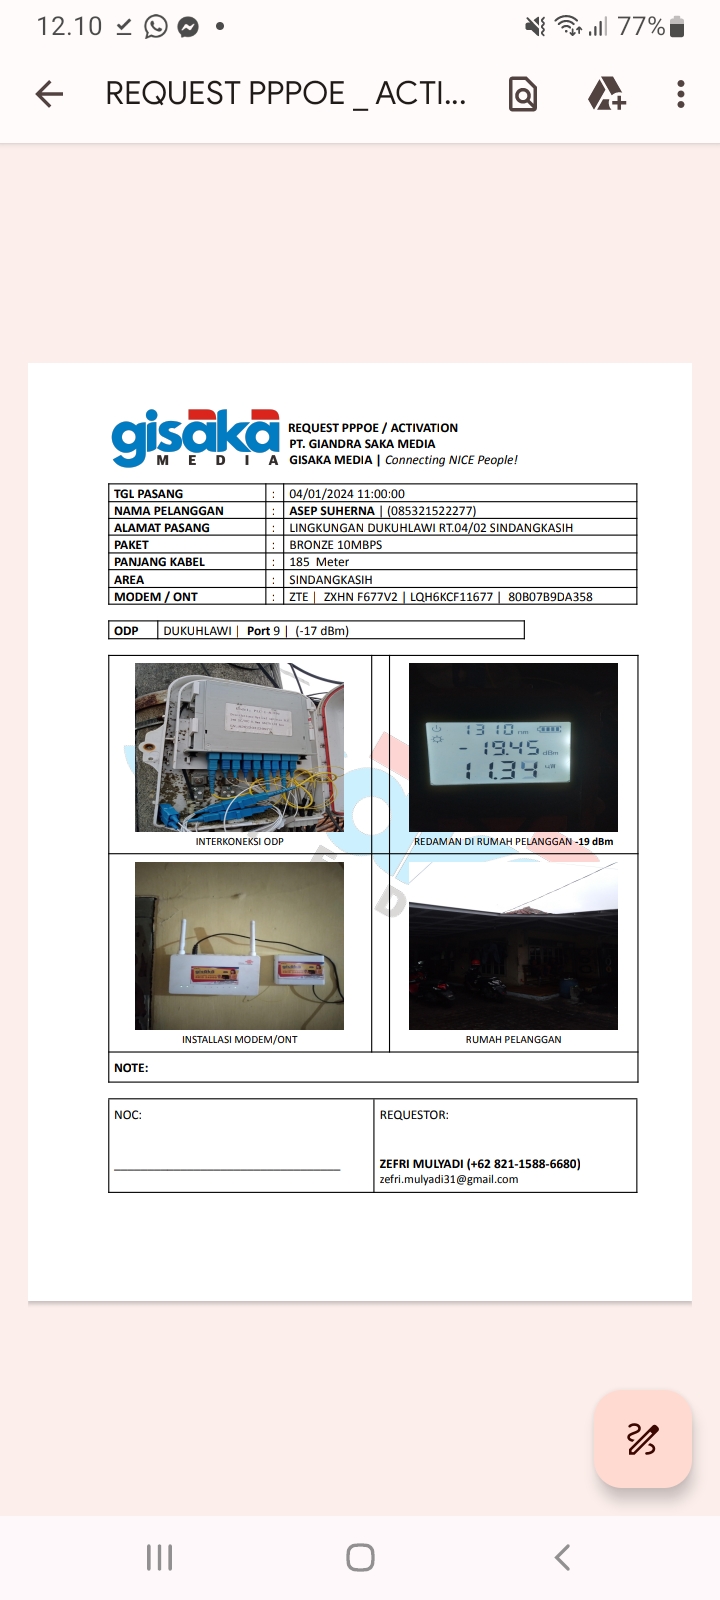 12.10 77%
REQUEST PPPOE _ ACTI...
gisaka
MEDIA
REQUEST PPPOE / ACTIVATION
PT. GIANDRA SAKA MEDIA
GISAKA MEDIA | Connecting NICE People!
TGL PASANG : 04/01/2024 11:00:00
NAMA PELANGGAN : ASEP SUHERNA | (085321522277)
ALAMAT PASANG : LINGKUNGAN DUKUHLAWI RT.04/02 SINDANGKASIH
PAKET : BRONZE 10MBPS
PANJANG KABEL : 185 Meter
AREA : SINDANGKASIH
MODEM / ONT : ZTE | ZXHN F677V2 | LQH6KCF11677 | 80B07B9DA358
ODP DUKUHLAWI | Port 9 | (-17 dBm)
1310 nm
-19.45 dBm
11.34 uW
INTERKONEKSI ODP
REDAMAN DI RUMAH PELANGGAN -19 dBm
gisaka
gisaka
INSTALLASI MODEM/ONT
RUMAH PELANGGAN
NOTE:
NOC:
REQUESTOR:
ZEFRI MULYADI (+62 821-1588-6680)
zefri.mulyadi31@gmail.com